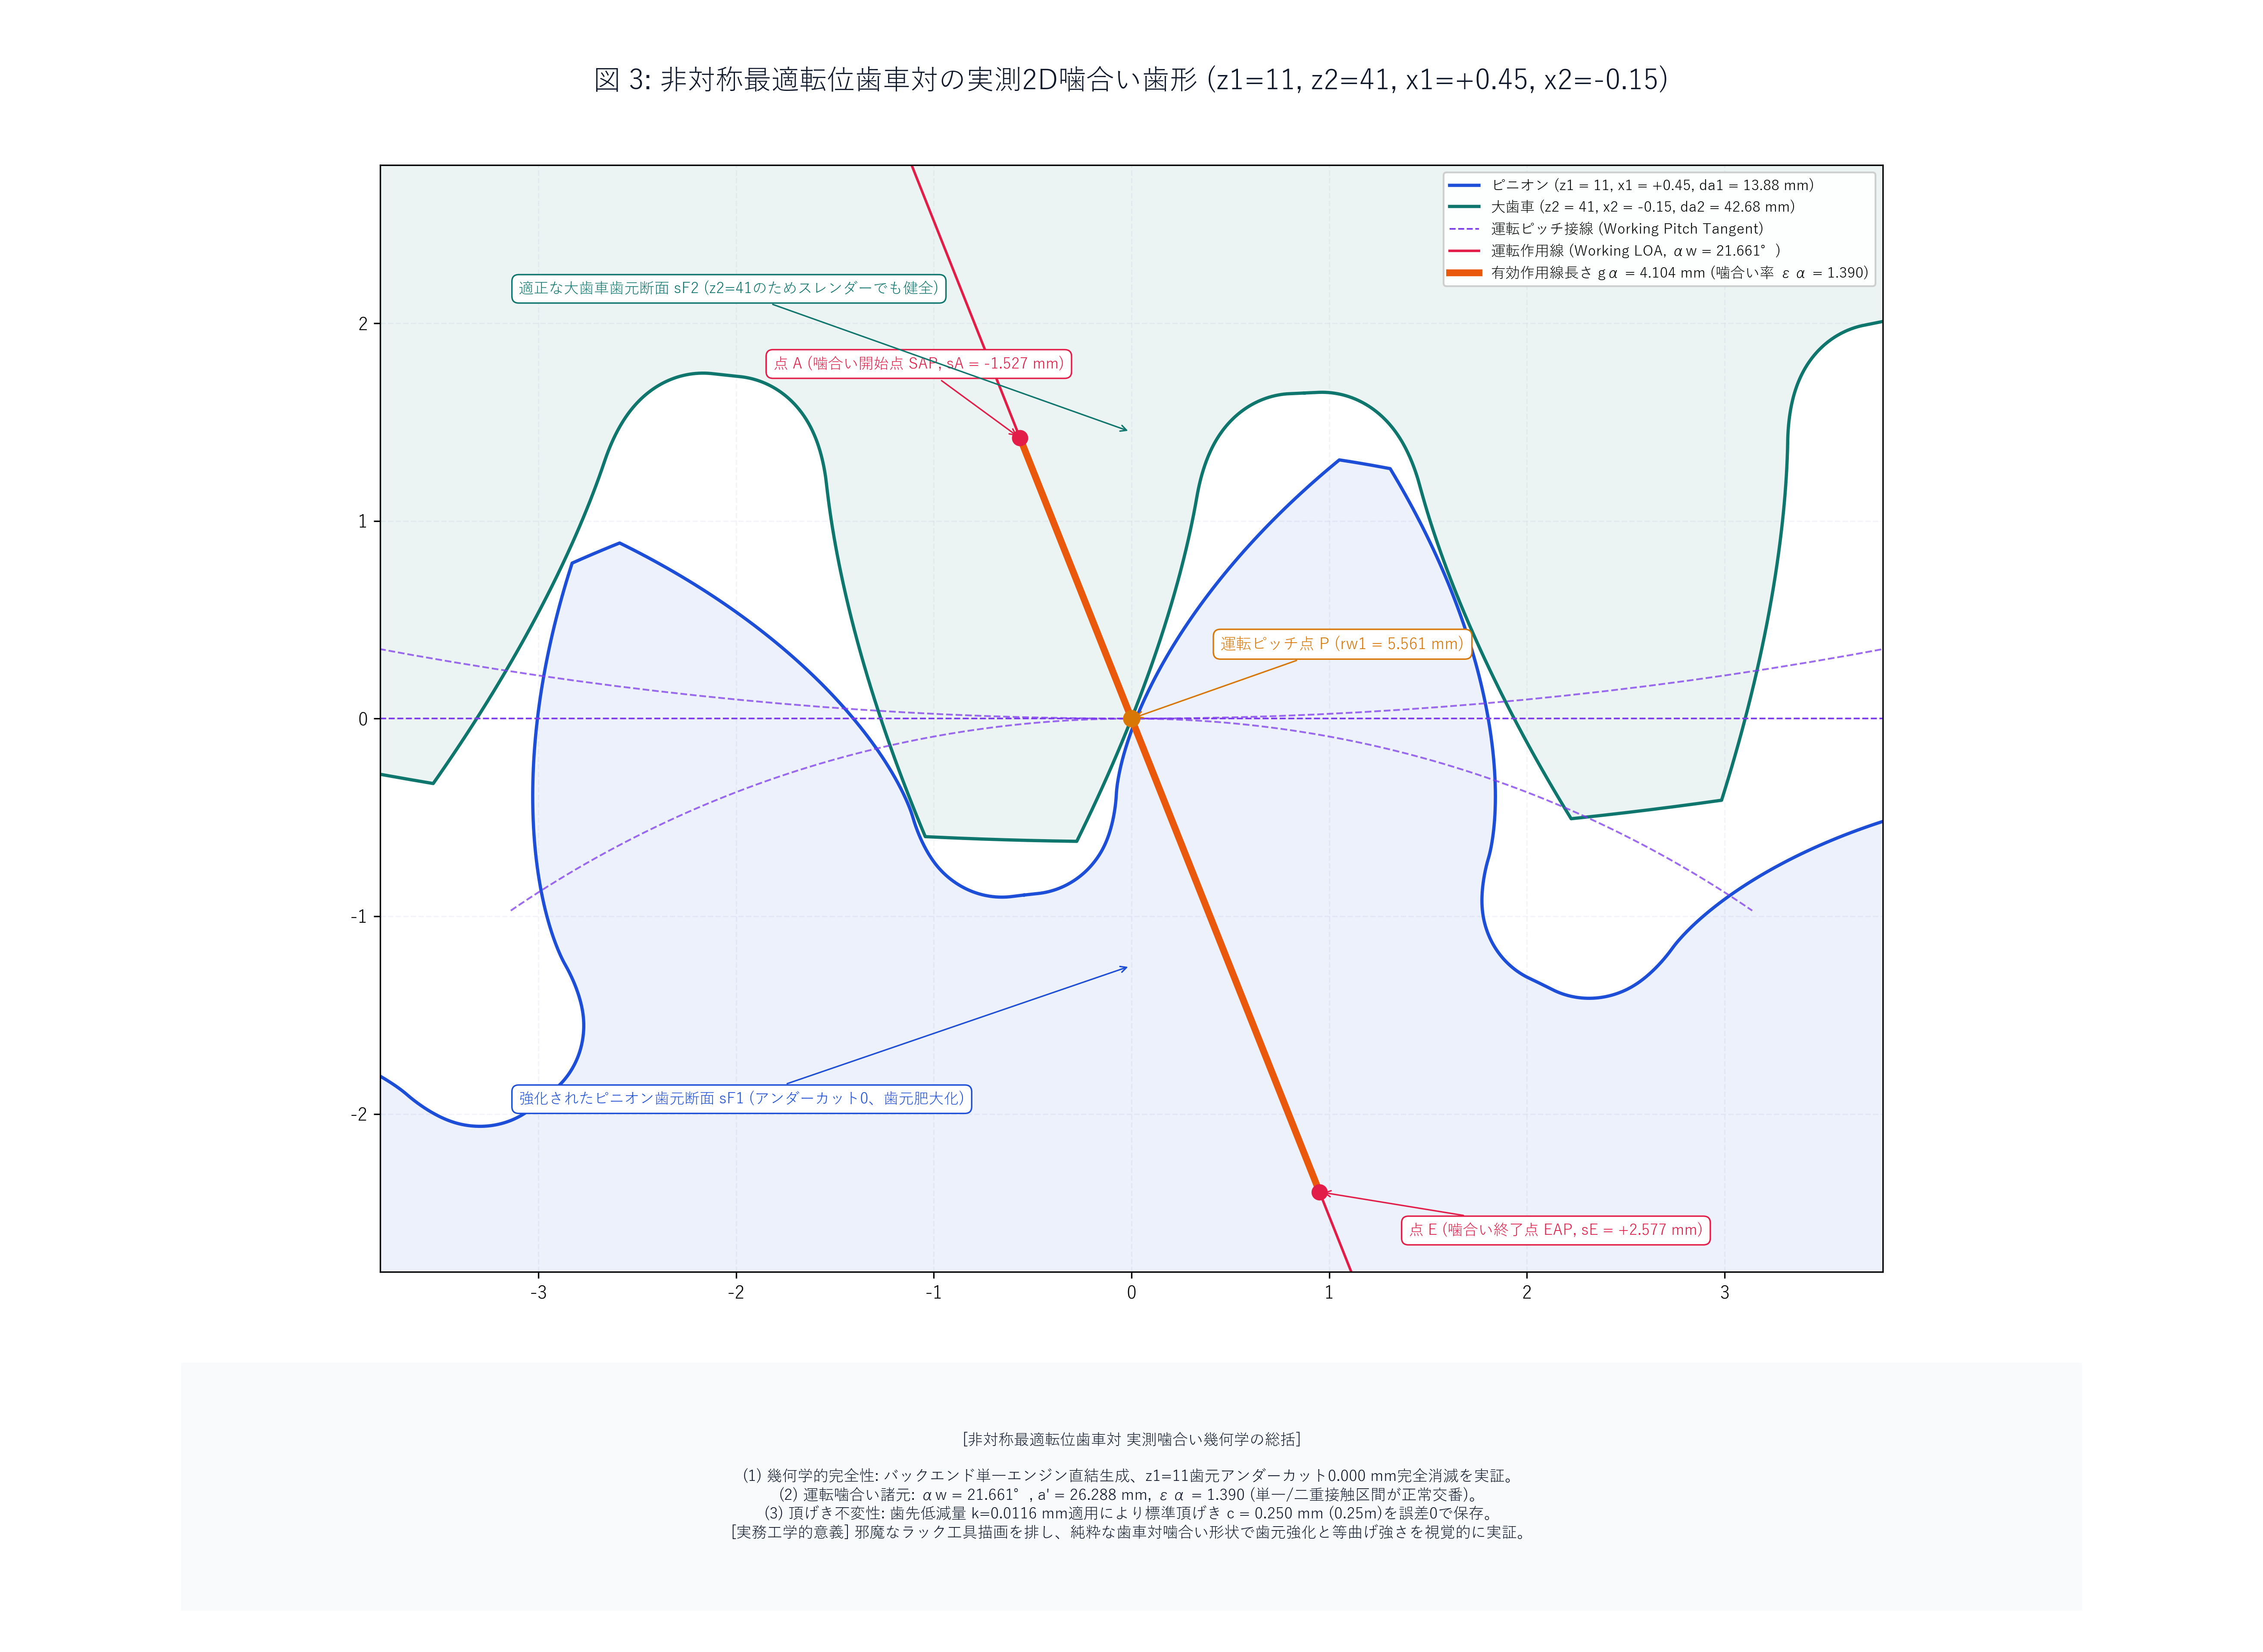 図 3: 非対称最適転位歯車対の実測2D噛合い歯形 (z1=11, z2=41, x1=+0.45, x2=-0.15)
ピニオン (z1 = 11, x1 = +0.45, da1 = 13.88 mm)
大歯車 (z2 = 41, x2 = -0.15, da2 = 42.68 mm)
運転ピッチ接線 (Working Pitch Tangent)
運転作用線 (Working LOA, αw = 21.661° )
有効作用線長さ gα = 4.104 mm (噛合い率 εα = 1.390)
適正な大歯車歯元断面 sF2 (z2=41のためスレンダーでも健全)
点 A (噛合い開始点 SAP, sA = -1.527 mm)
運転ピッチ点 P (rw1 = 5.561 mm)
強化されたピニオン歯元断面 sF1 (アンダーカット0、歯元肥大化)
点 E (噛合い終了点 EAP, sE = +2.577 mm)
2
1
0
-1
-2
-3
-2
-1
0
1
2
3
[非対称最適転位歯車対 実測噛合い幾何学の総括]
(1) 幾何学的完全性: バックエンド単一エンジン直結生成、z1=11歯元アンダーカット0.000 mm完全消滅を実証。
(2) 運転噛合い諸元: αw = 21.661° , a' = 26.288 mm, εα = 1.390 (単一/二重接触区間が正常交番)。
(3) 頂げき不変性: 歯先低減量 k=0.0116 mm適用により標準頂げき c = 0.250 mm (0.25m)を誤差0で保存。
[実務工学的意義] 邪魔なラック工具描画を排し、純粋な歯車対噛合い形状で歯元強化と等曲げ強さを視覚的に実証。